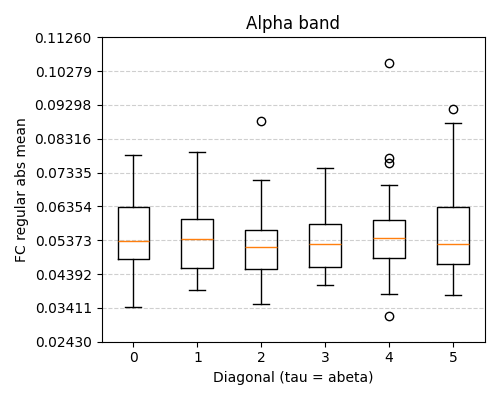 Alpha band
0.11260
0.10279
0.09298
0.08316
0.07335
0.06354
0.05373
0.04392
0.03411
0.02430
FC regular abs mean
0 1 2 3 4 5
Diagonal (tau = abeta)